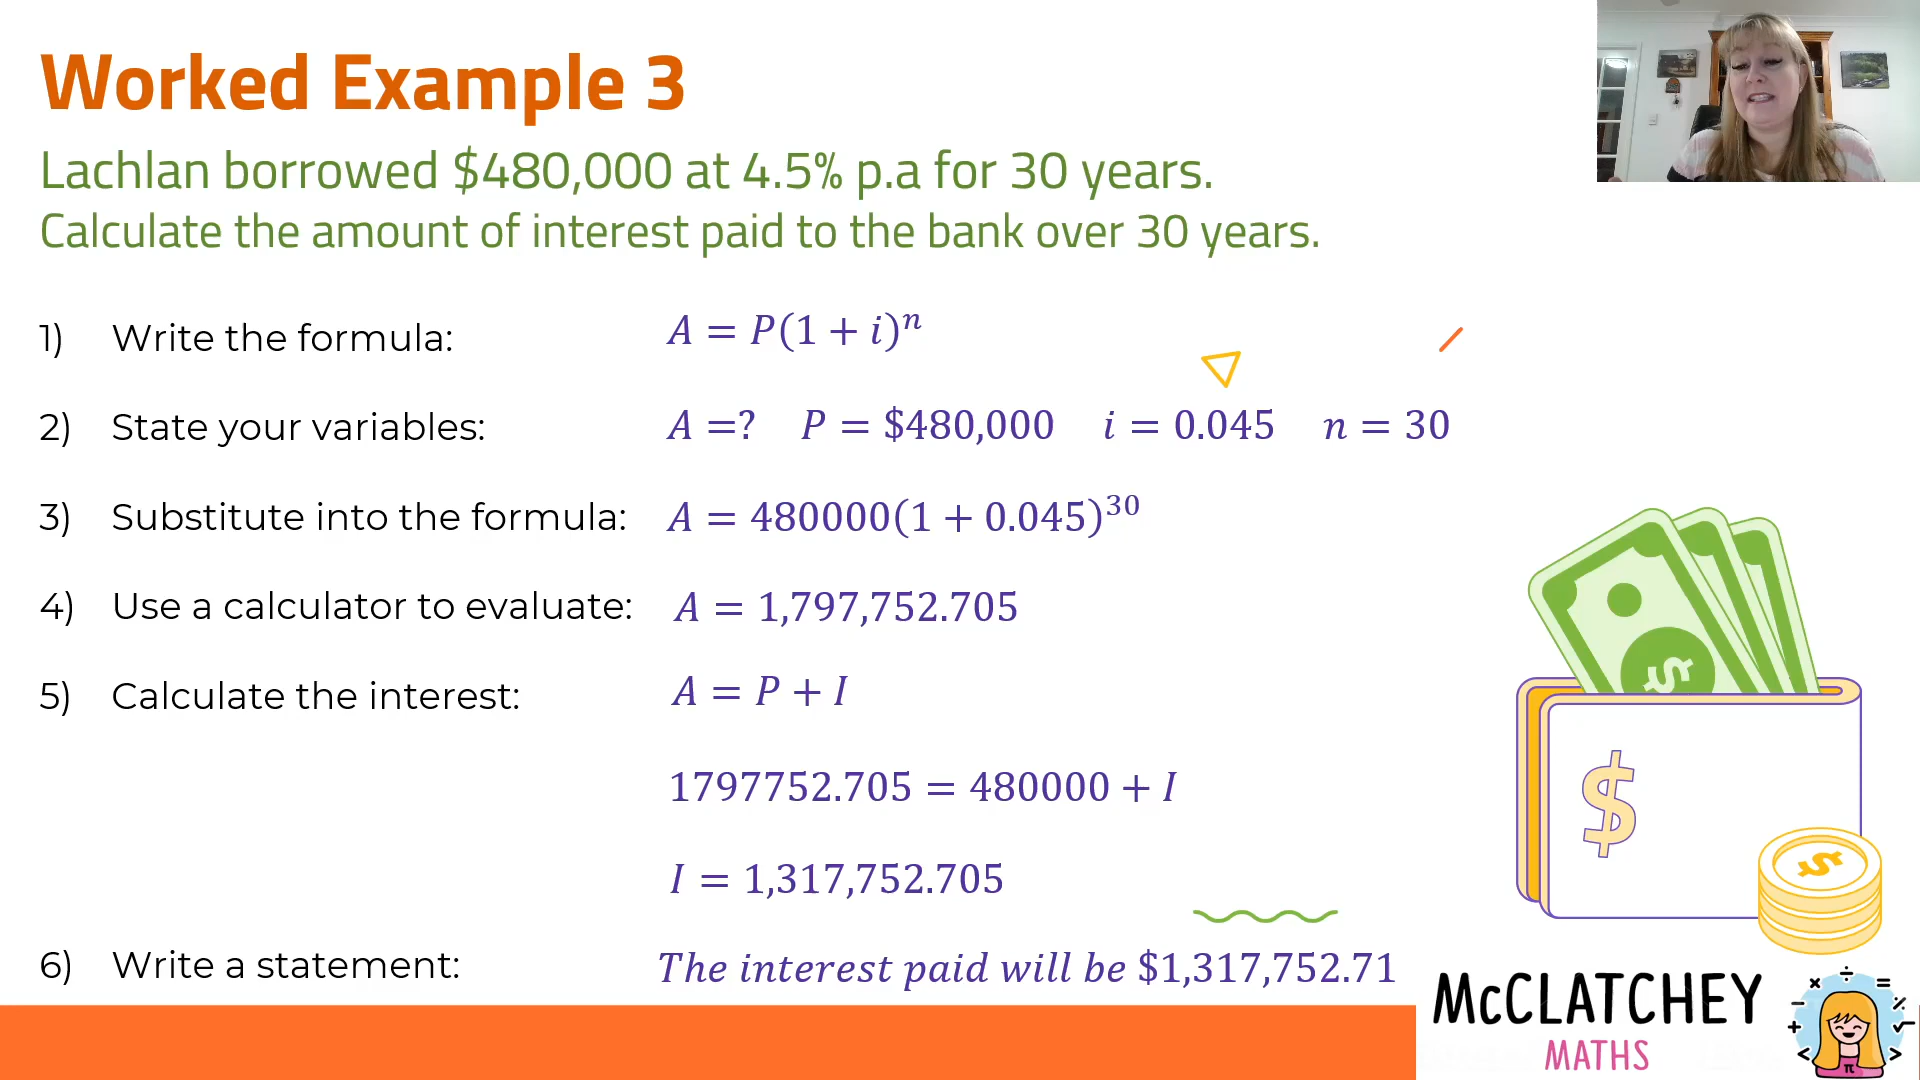 Worked Example 3
Lachlan borrowed $480,000 at 4.5% p.a for 30 years.
Calculate the amount of interest paid to the bank over 30 years.
1) Write the formula: A = P(1 + i)ⁿ
2) State your variables: A =? P = $480,000 i = 0.045 n = 30
3) Substitute into the formula: A = 480000(1 + 0.045)³⁰
4) Use a calculator to evaluate: A = 1,797,752.705
5) Calculate the interest: A = P + I
1797752.705 = 480000 + I
I = 1,317,752.705
6) Write a statement: The interest paid will be $1,317,752.71
$
$
$
McCLATCHEY
MATHS
× ÷ =
− %
+ √
< >
π